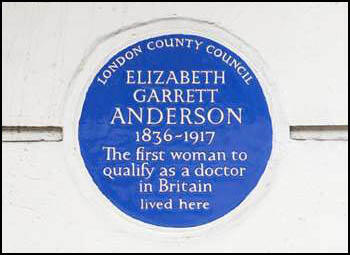 LONDON COUNTY COUNCIL
ELIZABETH
GARRETT
ANDERSON
1836-1917
The first woman to
qualify as a doctor
in Britain
lived here